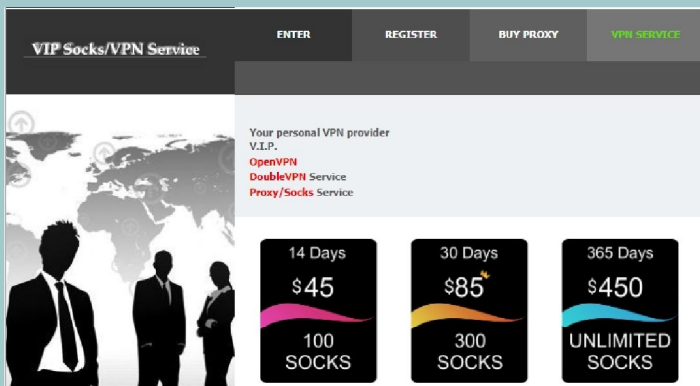 VIP Socks/VPN Service
ENTER
REGISTER
BUY PROXY
VPN SERVICE
Your personal VPN provider
V.I.P.
OpenVPN
DoubleVPN Service
Proxy/Socks Service
14 Days
$45
100
SOCKS
30 Days
$85
300
SOCKS
365 Days
$450
UNLIMITED
SOCKS